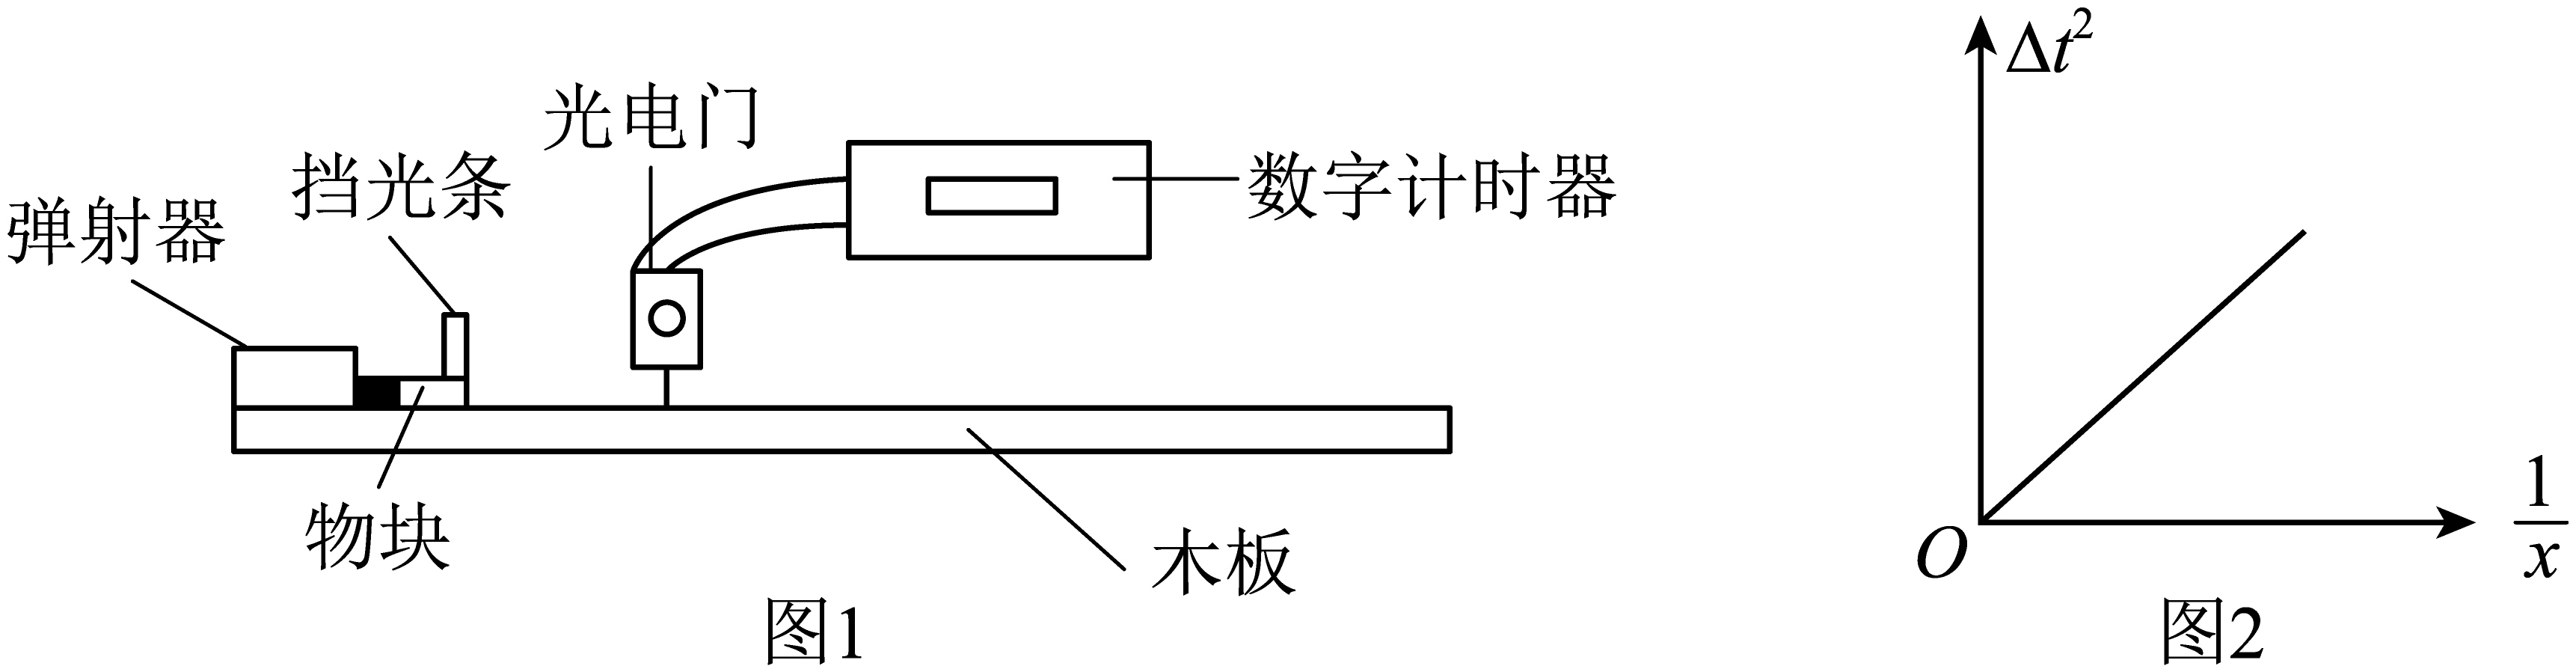 弹射器
挡光条
光电门
数字计时器
物块
木板
图1
Δt²
O
1/x
图2